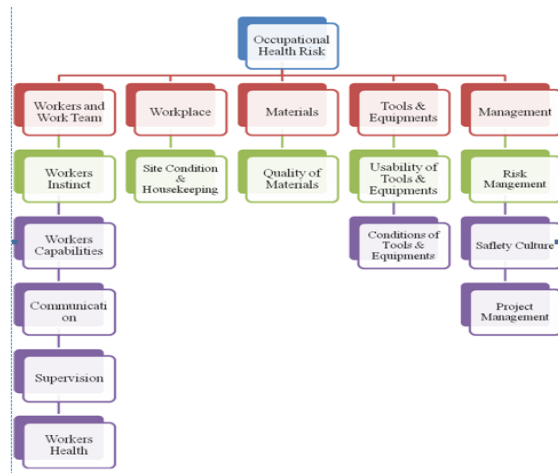 Occupational
Health Risk
Workers and
Work Team
Workplace
Materials
Tools &
Equipments
Management
Workers
Instinct
Site Condition
&
Housekeeping
Quality of
Materials
Usability of
Tools &
Equipments
Risk
Mangement
Workers
Capabilities
Conditions of
Tools &
Equipments
Saflety Culture
Communicati
on
Project
Management
Supervision
Workers
Health